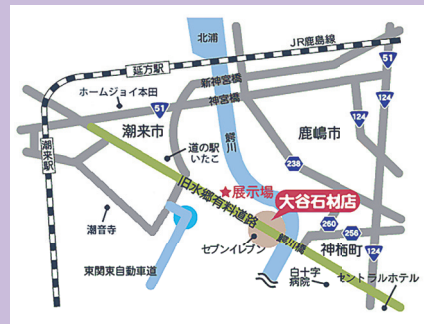 北浦
JR鹿島線
延方駅
新神宮橋
51
ホームジョイ本田
神宮橋
124
51
潮来市
鰐川
鹿嶋市
124
潮来駅
道の駅
いたこ
238
★展示場
大谷石材店
旧水郷有料道路
潮音寺
260
256
鰐川橋
神栖町
124
セブンイレブン
東関東自動車道
白十字
病院
セントラルホテル